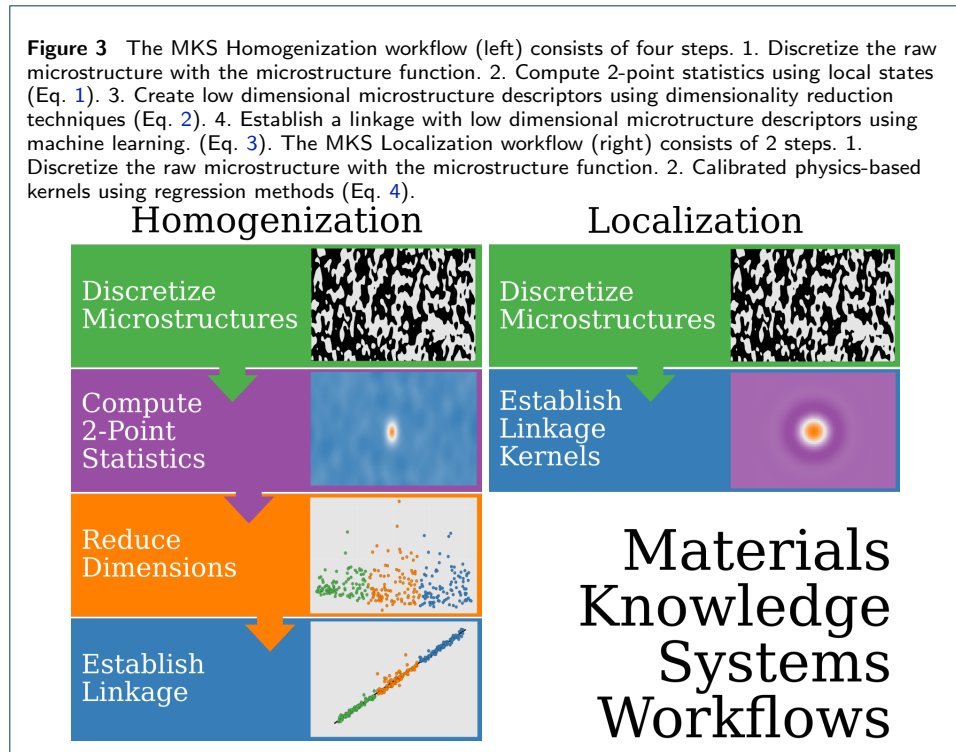 Figure 3 The MKS Homogenization workflow (left) consists of four steps. 1. Discretize the raw
microstructure with the microstructure function. 2. Compute 2-point statistics using local states
(Eq. 1). 3. Create low dimensional microstructure descriptors using dimensionality reduction
techniques (Eq. 2). 4. Establish a linkage with low dimensional microtructure descriptors using
machine learning. (Eq. 3). The MKS Localization workflow (right) consists of 2 steps. 1.
Discretize the raw microstructure with the microstructure function. 2. Calibrated physics-based
kernels using regression methods (Eq. 4).
Homogenization
Discretize
Microstructures
Compute
2-Point
Statistics
Reduce
Dimensions
Establish
Linkage
Localization
Discretize
Microstructures
Establish
Linkage
Kernels
Materials
Knowledge
Systems
Workflows